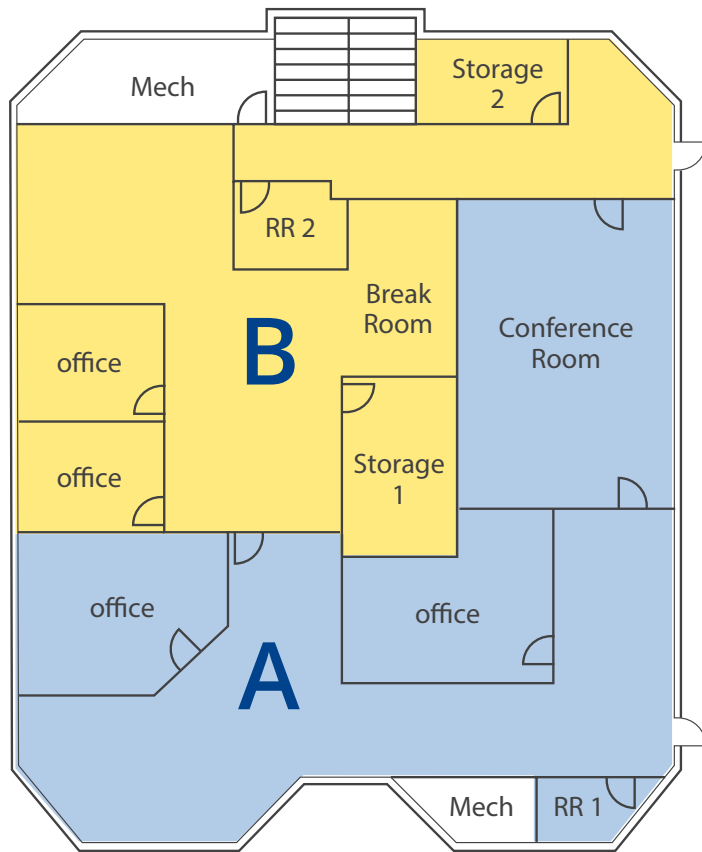 Mech
Storage
2
RR 2
Break
Room
Conference
Room
B
office
office
Storage
1
office
office
A
Mech
RR 1